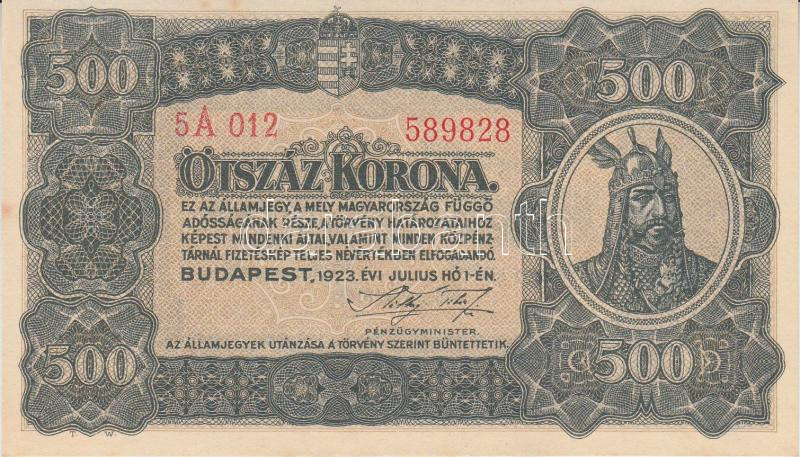 500
500
5A 012
589828
ÖTSZÁZ KORONA.
EZ AZ ÁLLAMJEGY, A MELY MAGYARORSZÁG FÜGGŐ
ADÓSSÁGÁNAK RÉSZE, A TÖRVÉNY HATÁROZATAIHOZ
KÉPEST MINDENKI ÁLTAL, VALAMINT MINDEN KÖZPÉNZ-
TÁRNÁL FIZETÉSKÉP TELJES NÉVÉRTÉKBEN ELFOGADANDÓ.
BUDAPEST, 1923. ÉVI JULIUS HÓ 1-ÉN.
PÉNZÜGYMINISTER.
AZ ÁLLAMJEGYEK UTÁNZÁSA A TÖRVÉNY SZERINT BÜNTETTETIK.
500
500
T. W.